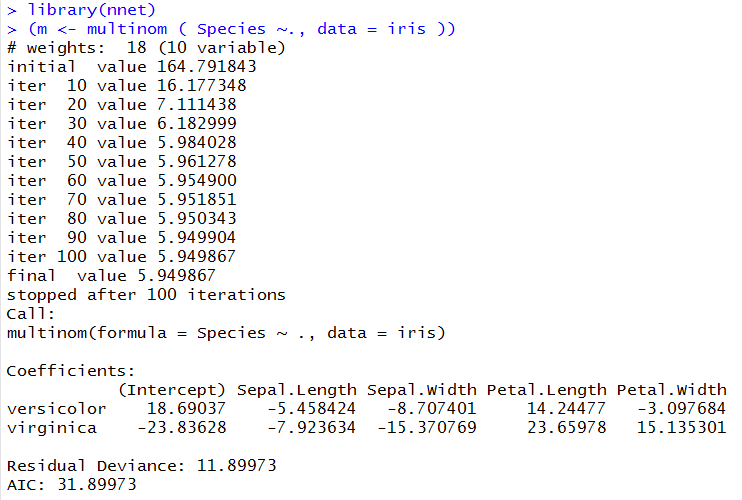 > library(nnet)
> (m <- multinom ( Species ~., data = iris ))
# weights:  18 (10 variable)
initial  value 164.791843
iter  10 value 16.177348
iter  20 value 7.111438
iter  30 value 6.182999
iter  40 value 5.984028
iter  50 value 5.961278
iter  60 value 5.954900
iter  70 value 5.951851
iter  80 value 5.950343
iter  90 value 5.949904
iter 100 value 5.949867
final  value 5.949867
stopped after 100 iterations
Call:
multinom(formula = Species ~ ., data = iris)

Coefficients:
           (Intercept) Sepal.Length Sepal.Width Petal.Length Petal.Width
versicolor    18.69037    -5.458424   -8.707401     14.24477   -3.097684
virginica    -23.83628    -7.923634  -15.370769     23.65978   15.135301

Residual Deviance: 11.89973
AIC: 31.89973